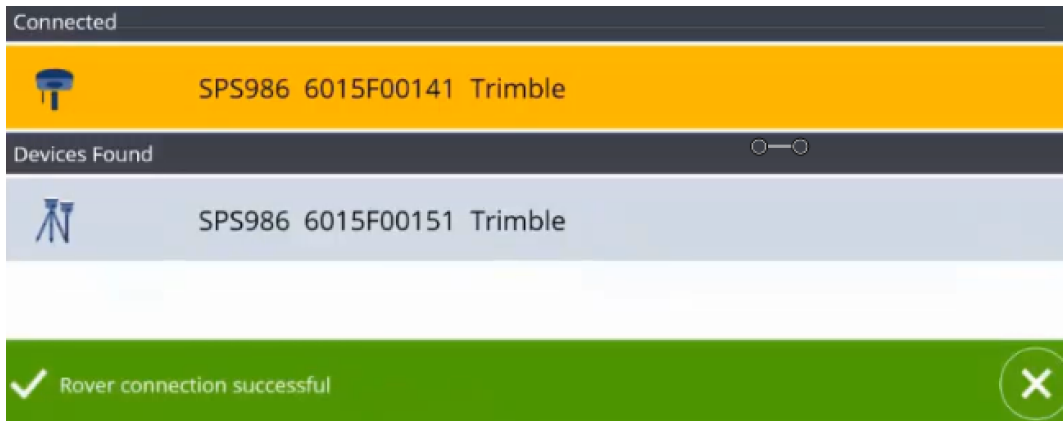 Connected
SPS986 6015F00141 Trimble
Devices Found
SPS986 6015F00151 Trimble
Rover connection successful